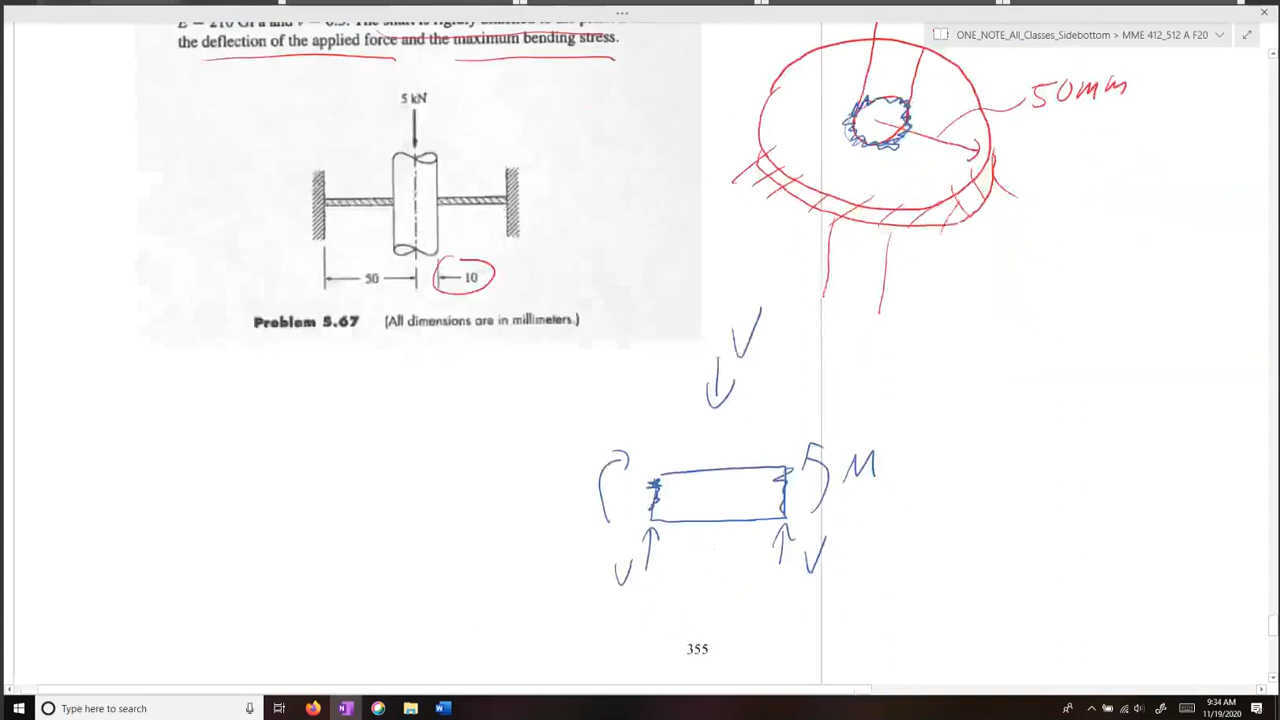 ONE_NOTE_All_Classes_Sidebottom > MME 412_512 A F20
the deflection of the applied force and the maximum bending stress.
5 kN
50
10
Problem 5.67 (All dimensions are in millimeters.)
50mm
V
M
V
V
355
Type here to search
9:34 AM
11/19/2020